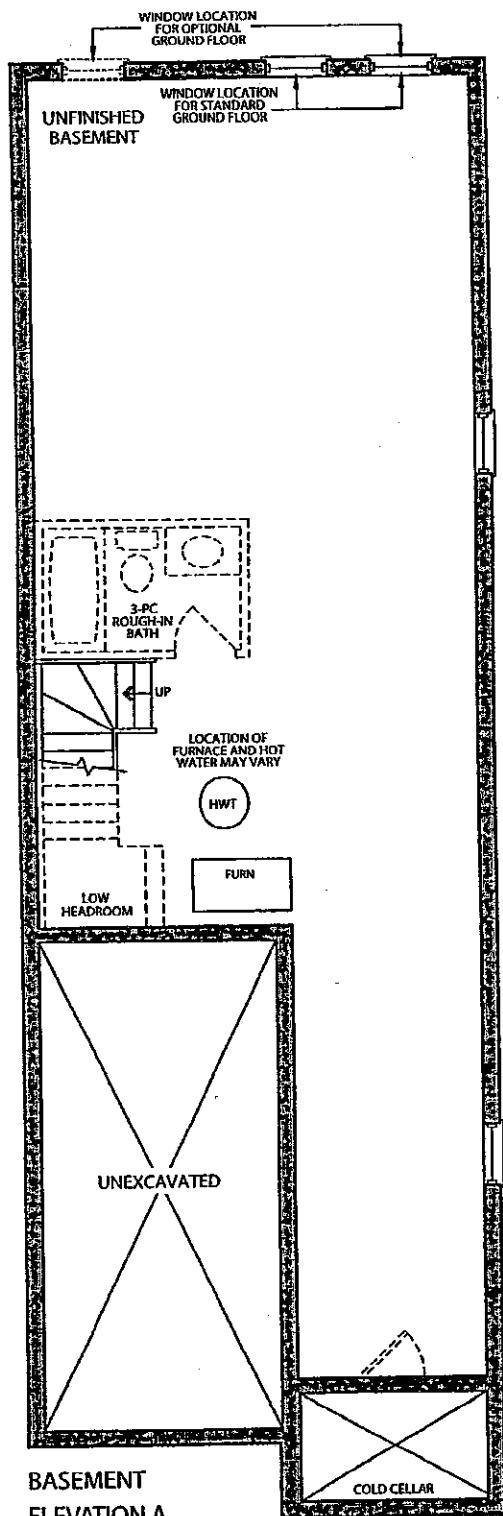 WINDOW LOCATION
FOR OPTIONAL
GROUND FLOOR
WINDOW LOCATION
FOR STANDARD
GROUND FLOOR
UNFINISHED
BASEMENT
3-PC
ROUGH-IN
BATH
UP
LOCATION OF
FURNACE AND HOT
WATER MAY VARY
HWT
FURN
LOW
HEADROOM
UNEXCAVATED
COLD CELLAR
BASEMENT
ELEVATION A